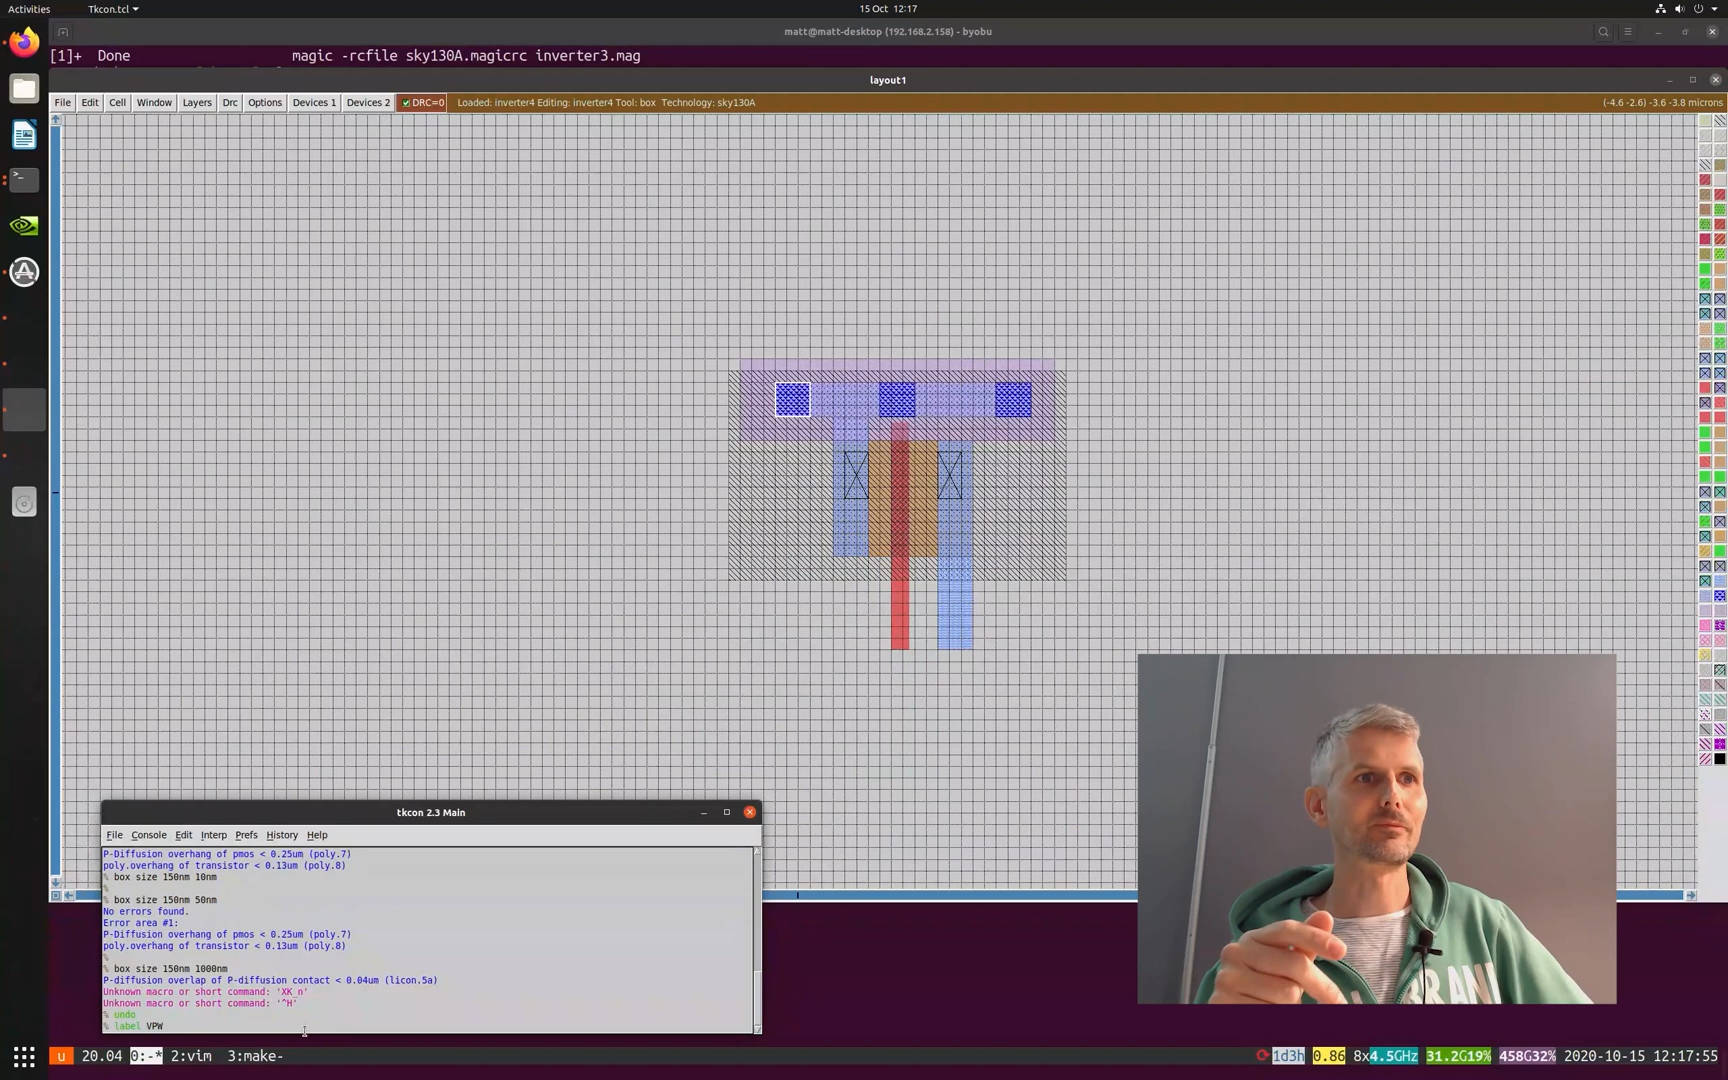 Activities
Tkcon.tcl
15 Oct 12:17
matt@matt-desktop (192.168.2.158) - byobu
[1]+ Done magic -rcfile sky130A.magicrc inverter3.mag
layout1
File Edit Cell Window Layers Drc Options Devices 1 Devices 2 DRC=0 Loaded: inverter4 Editing: inverter4 Tool: box Technology: sky130A (-4.6 -2.6) -3.6 -3.8 microns
tkcon 2.3 Main
File Console Edit Interp Prefs History Help
P-Diffusion overhang of pmos < 0.25um (poly.7)
poly.overhang of transistor < 0.13um (poly.8)
% box size 150nm 10nm
%
% box size 150nm 50nm
No errors found.
Error area #1:
P-Diffusion overhang of pmos < 0.25um (poly.7)
poly.overhang of transistor < 0.13um (poly.8)
%
% box size 150nm 1000nm
P-diffusion overlap of P-diffusion contact < 0.04um (licon.5a)
Unknown macro or short command: 'XK_n'
Unknown macro or short command: '^H'
% undo
% label VPW
u 20.04 0:-* 2:vim 3:make- 1d3h 0.86 8x4.5GHz 31.2G19% 458G32% 2020-10-15 12:17:55